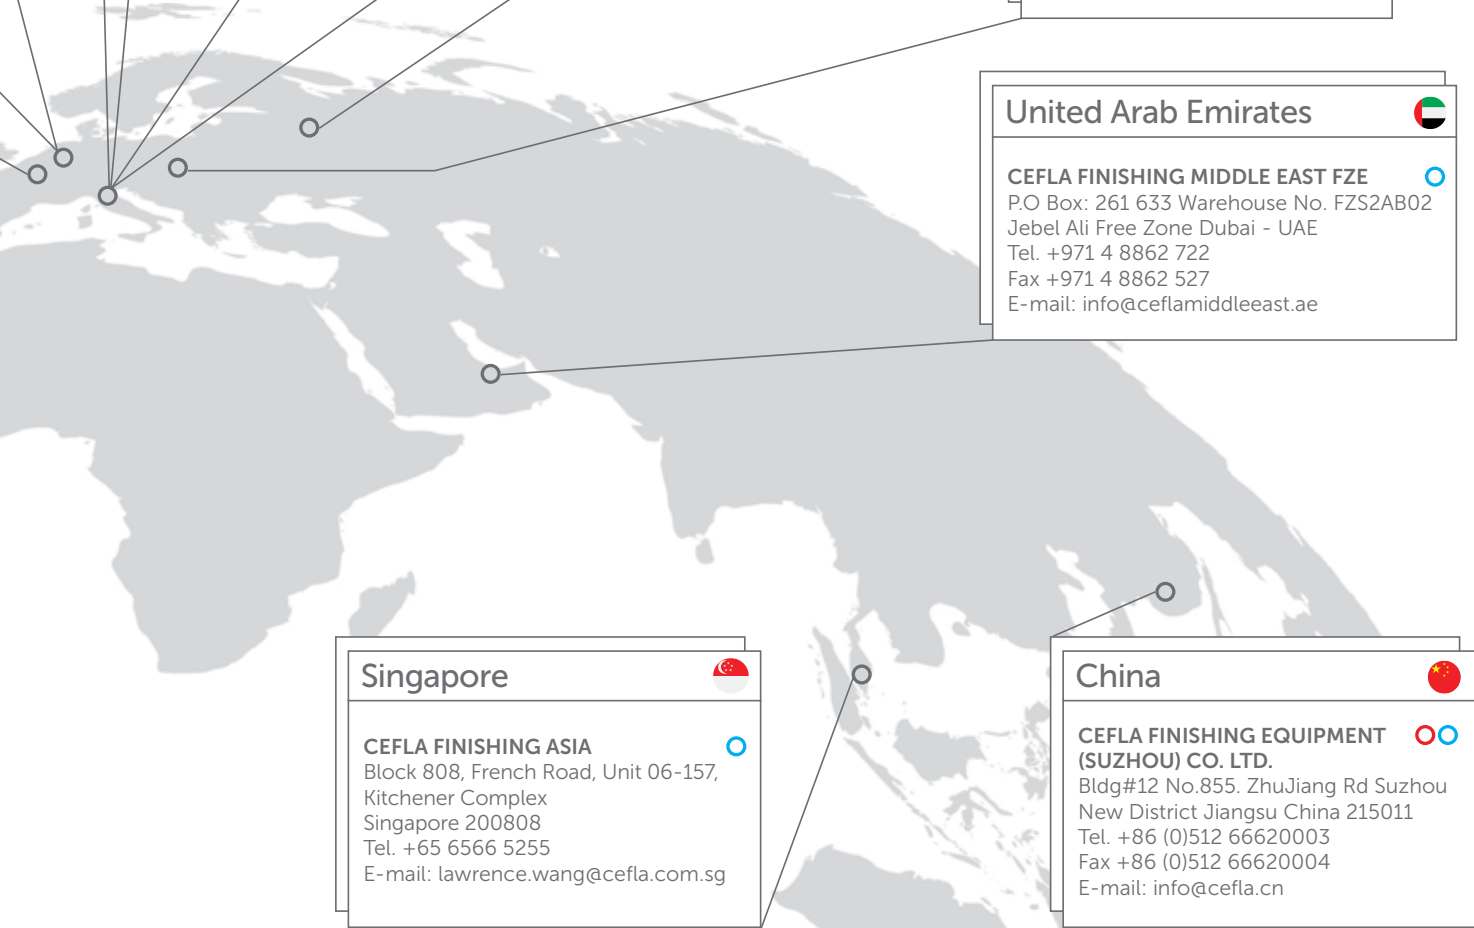 United Arab Emirates
CEFLA FINISHING MIDDLE EAST FZE
P.O Box: 261 633 Warehouse No. FZS2AB02
Jebel Ali Free Zone Dubai - UAE
Tel. +971 4 8862 722
Fax +971 4 8862 527
E-mail: info@ceflamiddleeast.ae
Singapore
CEFLA FINISHING ASIA
Block 808, French Road, Unit 06-157,
Kitchener Complex
Singapore 200808
Tel. +65 6566 5255
E-mail: lawrence.wang@cefla.com.sg
China
CEFLA FINISHING EQUIPMENT
(SUZHOU) CO. LTD.
Bldg#12 No.855. ZhuJiang Rd Suzhou
New District Jiangsu China 215011
Tel. +86 (0)512 66620003
Fax +86 (0)512 66620004
E-mail: info@cefla.cn